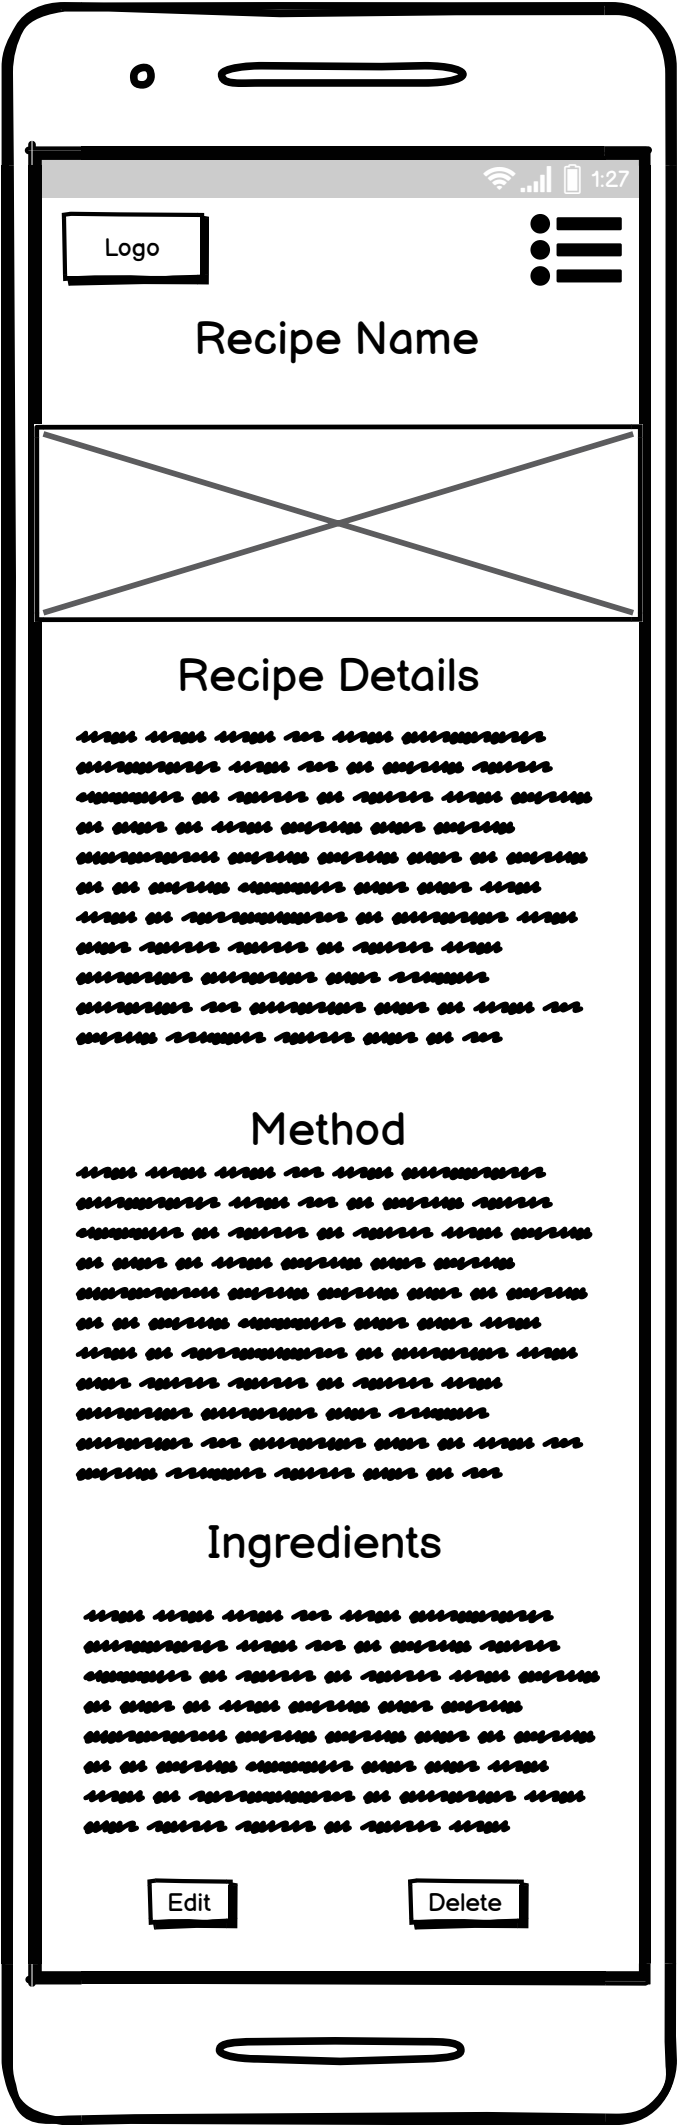 1:27
Logo
Recipe Name
Recipe Details
Method
Ingredients
Edit
Delete